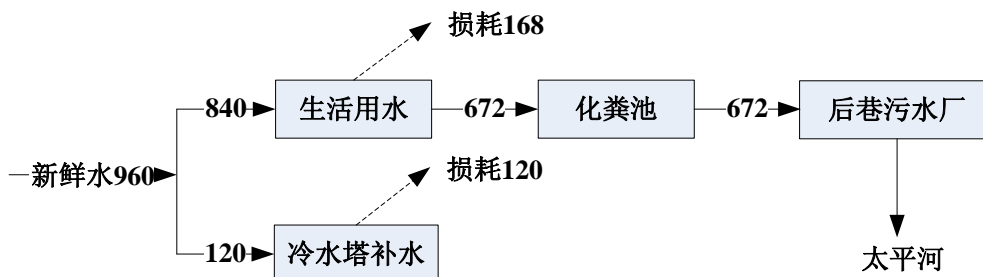 损耗168
840
生活用水
672
化粪池
672
后巷污水厂
新鲜水960
损耗120
120
冷水塔补水
太平河